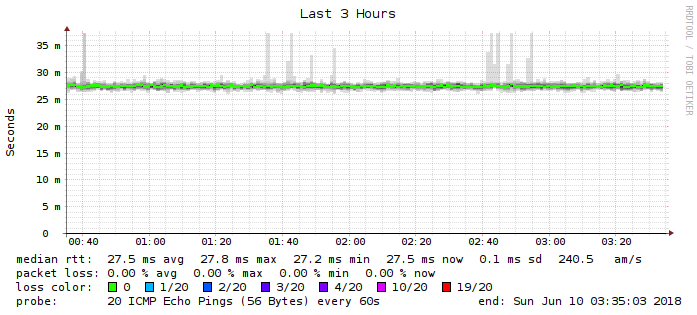 Last 3 Hours
RRDTOOL / TOBI OETIKER
Seconds
35 m
30 m
25 m
20 m
15 m
10 m
5 m
0
00:40 01:00 01:20 01:40 02:00 02:20 02:40 03:00 03:20
median rtt: 27.5 ms avg 27.8 ms max 27.2 ms min 27.5 ms now 0.1 ms sd 240.5 am/s
packet loss: 0.00 % avg 0.00 % max 0.00 % min 0.00 % now
loss color: 0 1/20 2/20 3/20 4/20 10/20 19/20
probe: 20 ICMP Echo Pings (56 Bytes) every 60s end: Sun Jun 10 03:35:03 2018